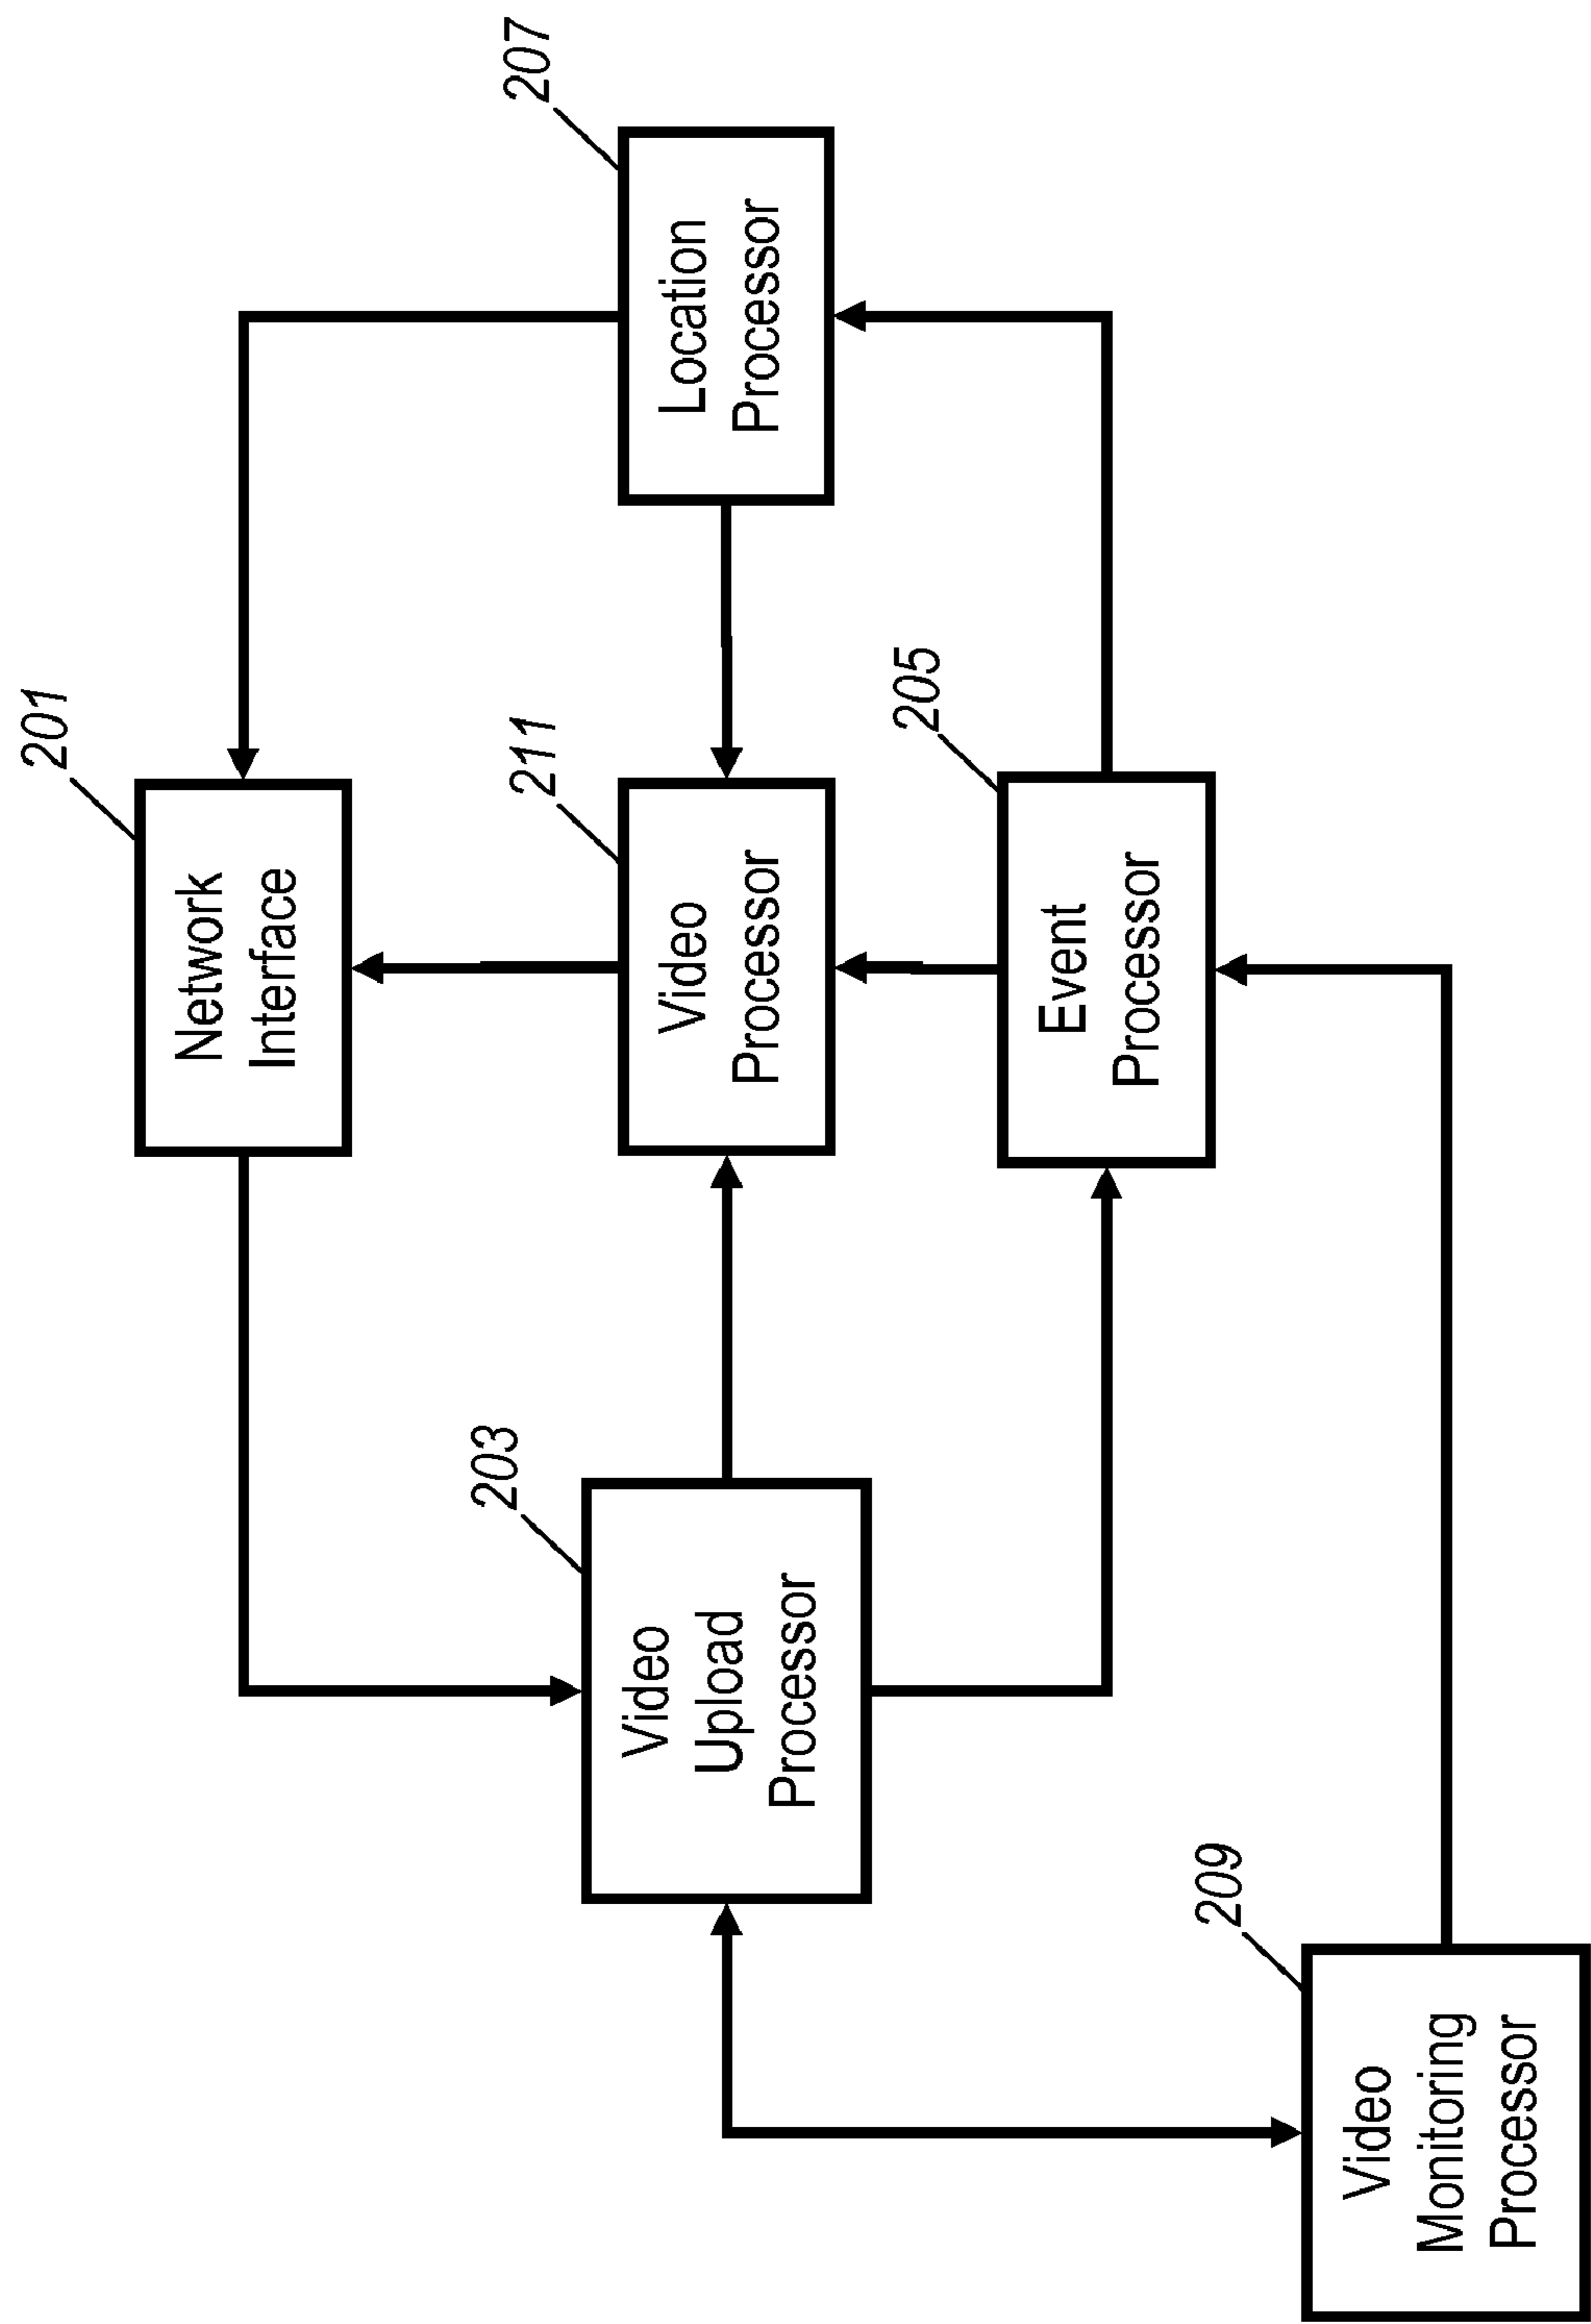 201
Network
Interface
207
Location
Processor
211
Video
Processor
203
Video
Upload
Processor
205
Event
Processor
209
Video
Monitoring
Processor